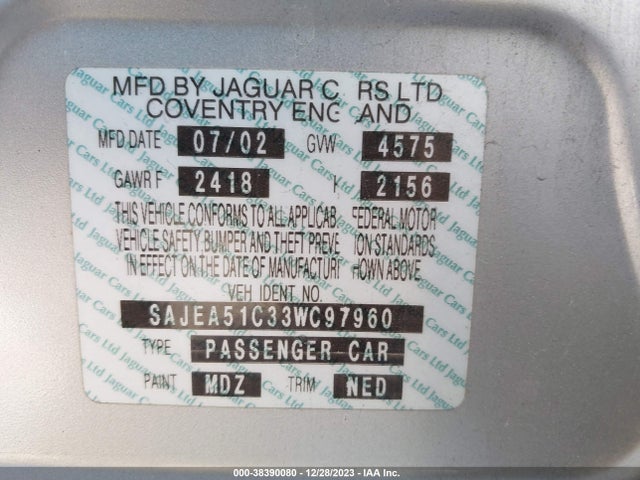 MFD BY JAGUAR C RS LTD
COVENTRY ENG AND
MFD DATE 07/02 GVW 4575
GAWR F 2418 2156
THIS VEHICLE CONFORMS TO ALL APPLICAB FEDERAL MOTOR
VEHICLE SAFETY, BUMPER AND THEFT PREVE ION STANDARDS
IN EFFECT ON THE DATE OF MANUFACTURI HOWN ABOVE.
VEH IDENT. NO.
SAJEA51C33WC97960
TYPE PASSENGER CAR
PAINT MDZ TRIM NED
Jaguar Cars Ltd
000-38390080 - 12/28/2023 - IAA Inc.